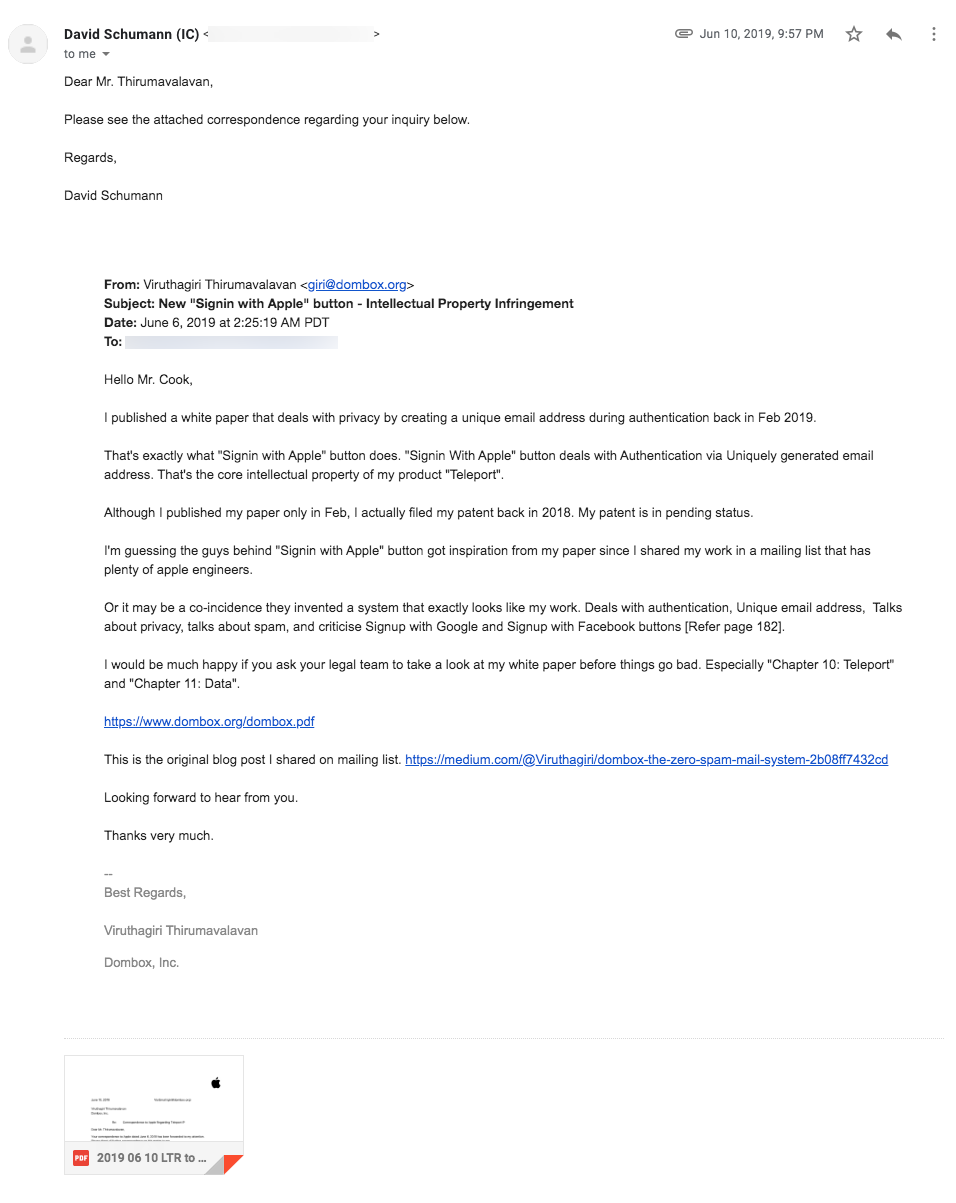 David Schumann (IC) < >
Jun 10, 2019, 9:57 PM
to me
Dear Mr. Thirumavalavan,
Please see the attached correspondence regarding your inquiry below.
Regards,
David Schumann
From: Viruthagiri Thirumavalavan <giri@dombox.org>
Subject: New "Signin with Apple" button - Intellectual Property Infringement
Date: June 6, 2019 at 2:25:19 AM PDT
To:
Hello Mr. Cook,
I published a white paper that deals with privacy by creating a unique email address during authentication back in Feb 2019.
That's exactly what "Signin with Apple" button does. "Signin With Apple" button deals with Authentication via Uniquely generated email
address. That's the core intellectual property of my product "Teleport".
Although I published my paper only in Feb, I actually filed my patent back in 2018. My patent is in pending status.
I'm guessing the guys behind "Signin with Apple" button got inspiration from my paper since I shared my work in a mailing list that has
plenty of apple engineers.
Or it may be a co-incidence they invented a system that exactly looks like my work. Deals with authentication, Unique email address,  Talks
about privacy, talks about spam, and criticise Signup with Google and Signup with Facebook buttons [Refer page 182].
I would be much happy if you ask your legal team to take a look at my white paper before things go bad. Especially "Chapter 10: Teleport"
and "Chapter 11: Data".
https://www.dombox.org/dombox.pdf
This is the original blog post I shared on mailing list. https://medium.com/@Viruthagiri/dombox-the-zero-spam-mail-system-2b08ff7432cd
Looking forward to hear from you.
Thanks very much.
--
Best Regards,
Viruthagiri Thirumavalavan
Dombox, Inc.
June 10, 2019
Viruthagiri Thirumavalavan
Dombox, Inc.
Dear Mr. Thirumavalavan:
PDF
2019 06 10 LTR to ...